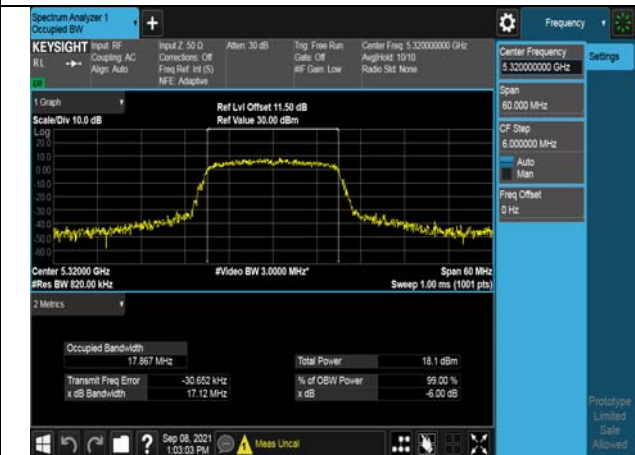 Spectrum Analyzer 1
Occupied BW
+
Frequency
KEYSIGHT
RL
Input: RF
Coupling: AC
Align: Auto
Input Z: 50 Ω
Corrections: Off
Freq Ref: Int (S)
NFE: Adaptive
Atten: 30 dB
Trig: Free Run
Gate: Off
#IF Gain: Low
Center Freq: 5.320000000 GHz
Avg|Hold: 10/10
Radio Std: None
Center Frequency
5.320000000 GHz
Settings
Span
60.000 MHz
CF Step
6.000000 MHz
Auto
Man
Freq Offset
0 Hz
1 Graph
Scale/Div 10.0 dB
Ref Lvl Offset 11.50 dB
Ref Value 30.00 dBm
Log
20.0
10.0
0.00
-10.0
-20.0
-30.0
-40.0
-50.0
-60.0
Center 5.32000 GHz
#Res BW 820.00 kHz
#Video BW 3.0000 MHz*
Span 60 MHz
Sweep 1.00 ms (1001 pts)
2 Metrics
Occupied Bandwidth
17.867 MHz
Total Power 18.1 dBm
Transmit Freq Error -30.652 kHz
% of OBW Power 99.00 %
x dB Bandwidth 17.12 MHz
x dB -6.00 dB
Prototype
Limited
Sale
Allowed
?
Sep 08, 2021
1:03:03 PM
Meas Uncal